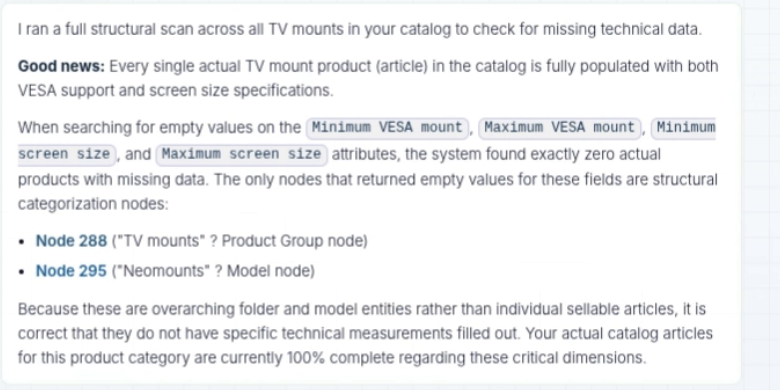 I ran a full structural scan across all TV mounts in your catalog to check for missing technical data.
Good news: Every single actual TV mount product (article) in the catalog is fully populated with both
VESA support and screen size specifications.
When searching for empty values on the Minimum VESA mount, Maximum VESA mount, Minimum
screen size, and Maximum screen size attributes, the system found exactly zero actual
products with missing data. The only nodes that returned empty values for these fields are structural
categorization nodes:
• Node 288 ("TV mounts" ? Product Group node)
• Node 295 ("Neomounts" ? Model node)
Because these are overarching folder and model entities rather than individual sellable articles, it is
correct that they do not have specific technical measurements filled out. Your actual catalog articles
for this product category are currently 100% complete regarding these critical dimensions.